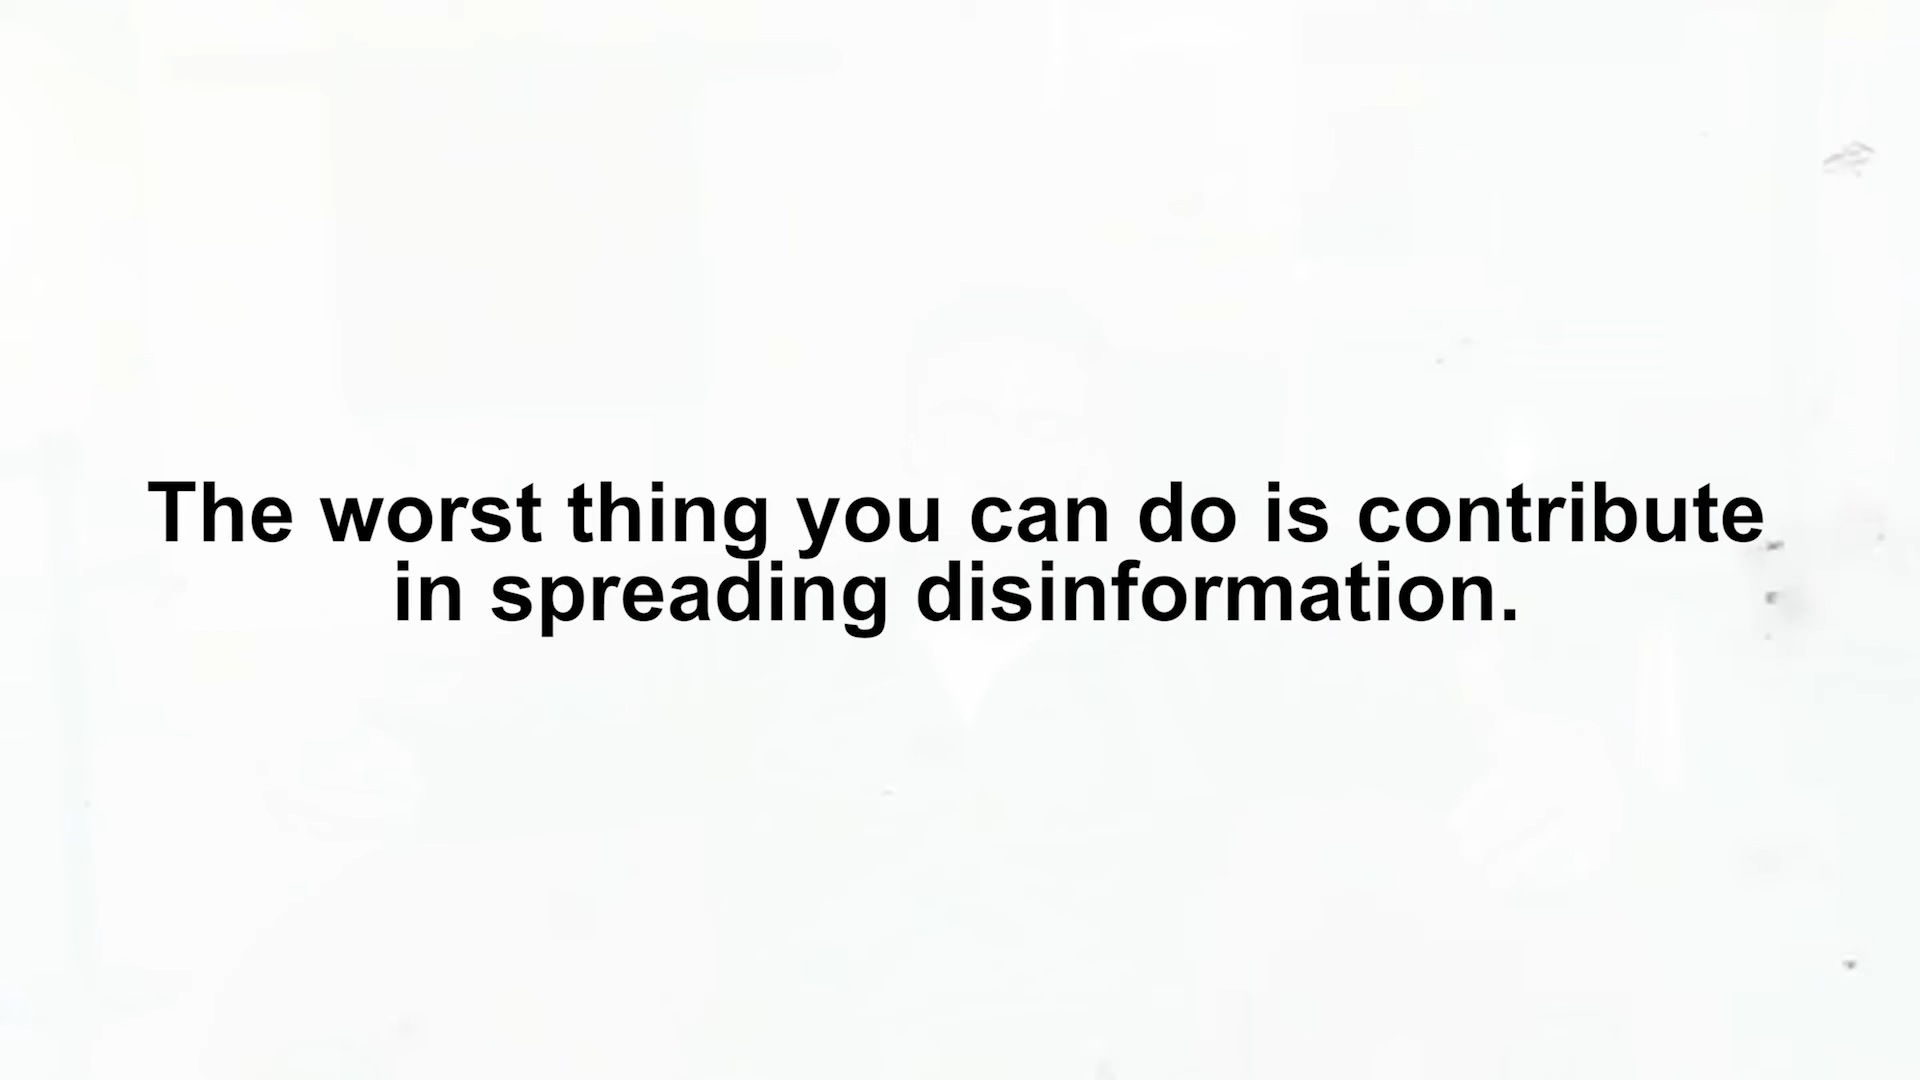 The worst thing you can do is contribute
in spreading disinformation.